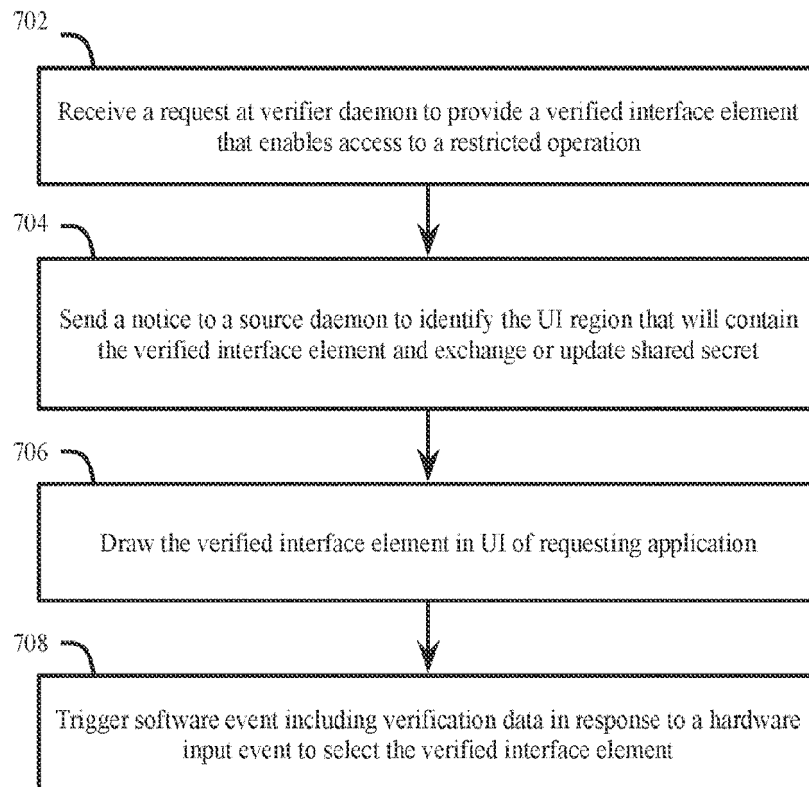 702
Receive a request at verifier daemon to provide a verified interface element
that enables access to a restricted operation
704
Send a notice to a source daemon to identify the UI region that will contain
the verified interface element and exchange or update shared secret
706
Draw the verified interface element in UI of requesting application
708
Trigger software event including verification data in response to a hardware
input event to select the verified interface element